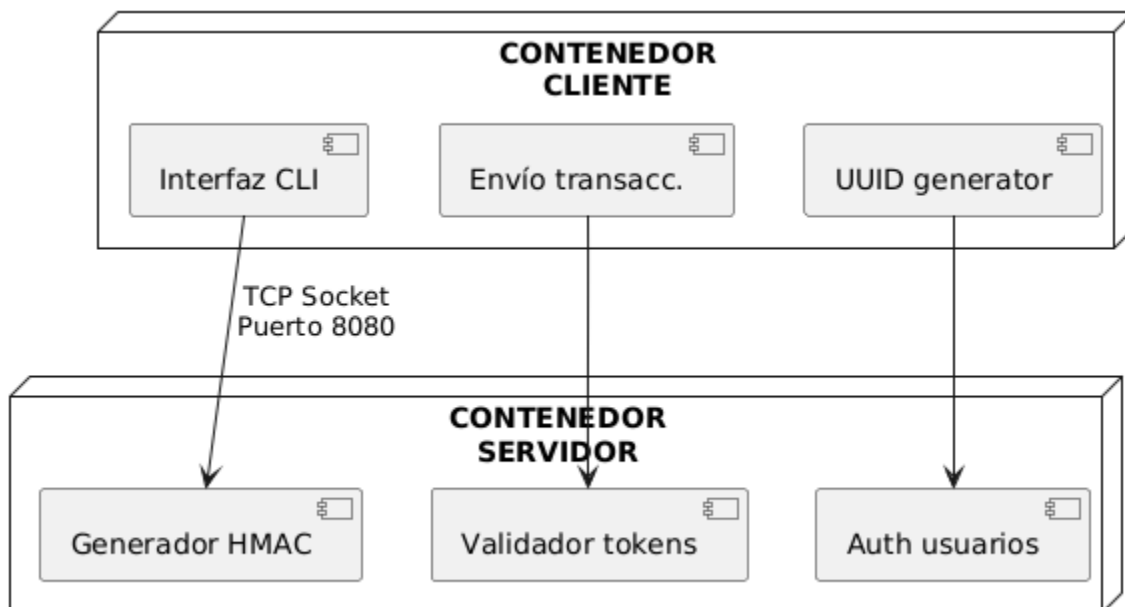 CONTENEDOR
CLIENTE
Interfaz CLI
Envío transacc.
UUID generator
TCP Socket
Puerto 8080
CONTENEDOR
SERVIDOR
Generador HMAC
Validador tokens
Auth usuarios